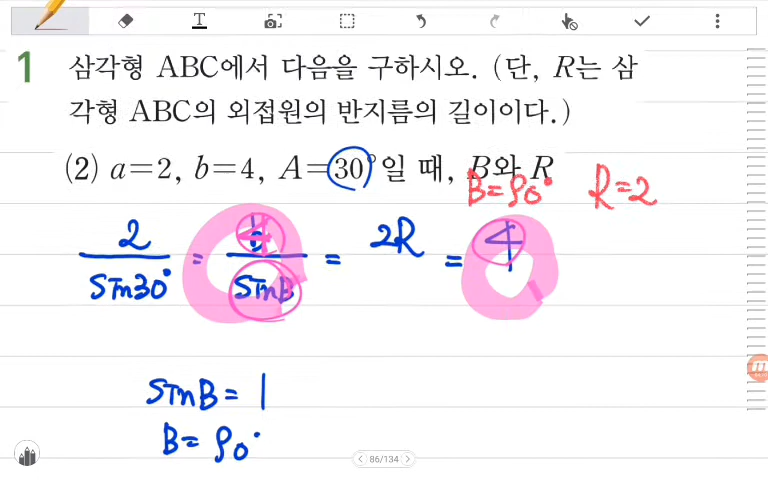 T
1 삼각형 ABC에서 다음을 구하시오. (단, R는 삼
각형 ABC의 외접원의 반지름의 길이이다.)
(2) a=2, b=4, A=30°일 때, B와 R
B=90° R=2
2/sin30° = 4/sinB = 2R = 4
sinB = 1
B= 90°
86/134